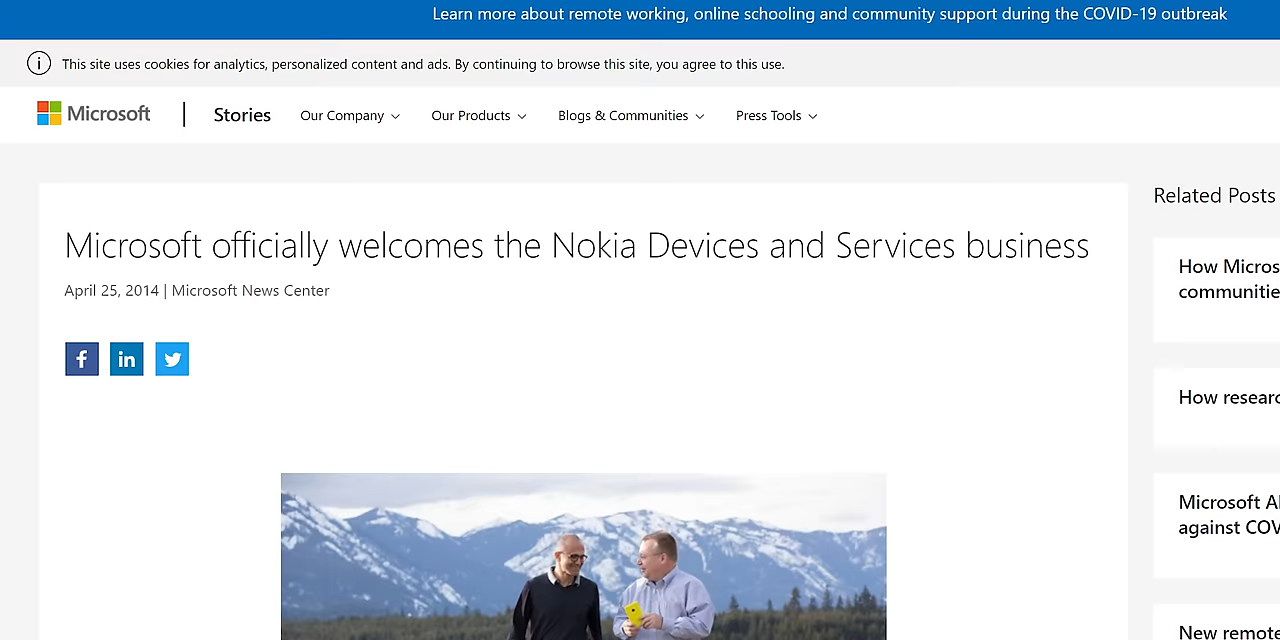 Learn more about remote working, online schooling and community support during the COVID-19 outbreak
This site uses cookies for analytics, personalized content and ads. By continuing to browse this site, you agree to this use.
Microsoft | Stories Our Company Our Products Blogs & Communities Press Tools
Microsoft officially welcomes the Nokia Devices and Services business
April 25, 2014 | Microsoft News Center
f in
Related Posts
How Micros
communitie
How researc
Microsoft AI
against COV
New remote